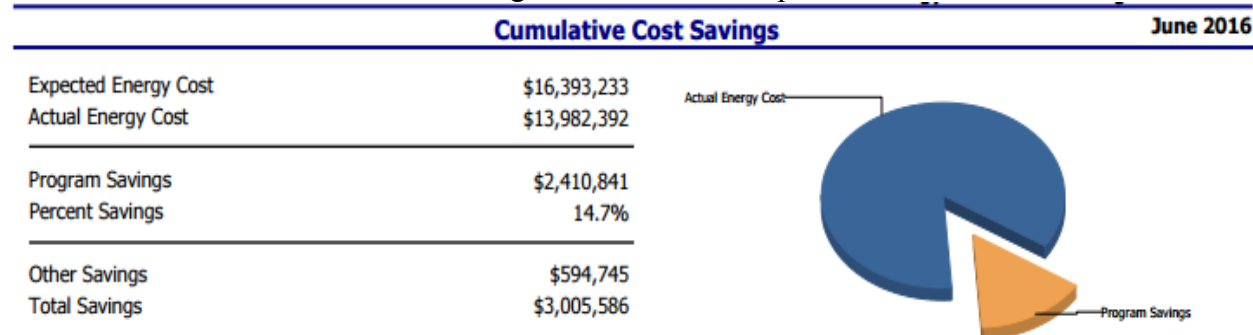 Cumulative Cost Savings
June 2016
Expected Energy Cost $16,393,233
Actual Energy Cost $13,982,392
Program Savings $2,410,841
Percent Savings 14.7%
Other Savings $594,745
Total Savings $3,005,586
Actual Energy Cost
Program Savings